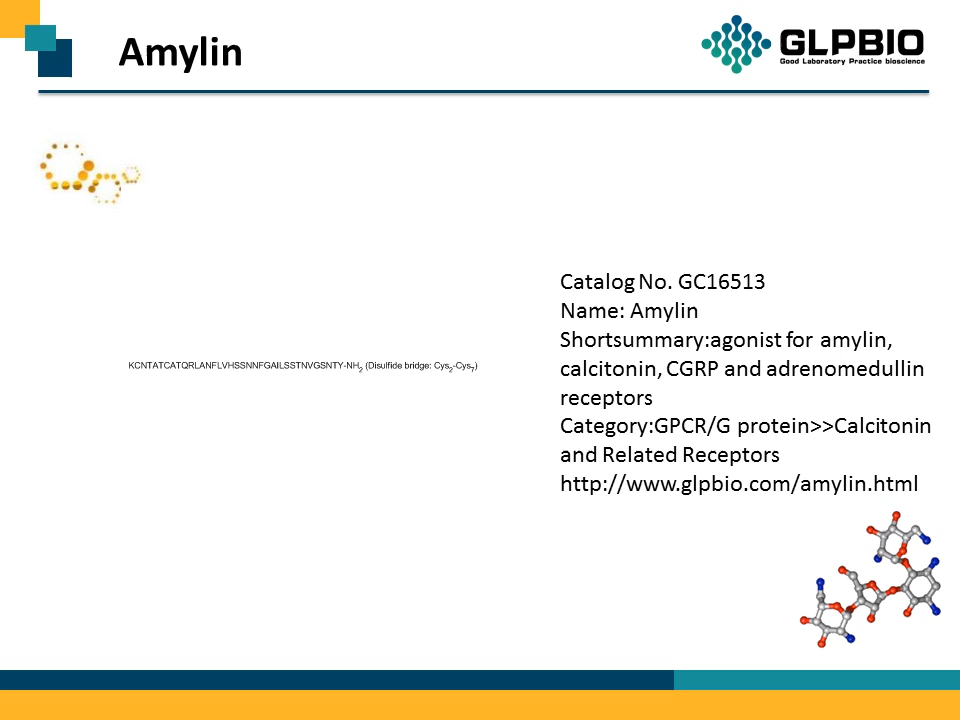 Amylin
GLPBIO
Good Laboratory Practice bioscience
KCNTATCATQRLANFLVHSSNNFGAILSSTNVGSNTY-NH2 (Disulfide bridge: Cys2-Cys7)
Catalog No. GC16513
Name: Amylin
Shortsummary:agonist for amylin,
calcitonin, CGRP and adrenomedullin
receptors
Category:GPCR/G protein>>Calcitonin
and Related Receptors
http://www.glpbio.com/amylin.html